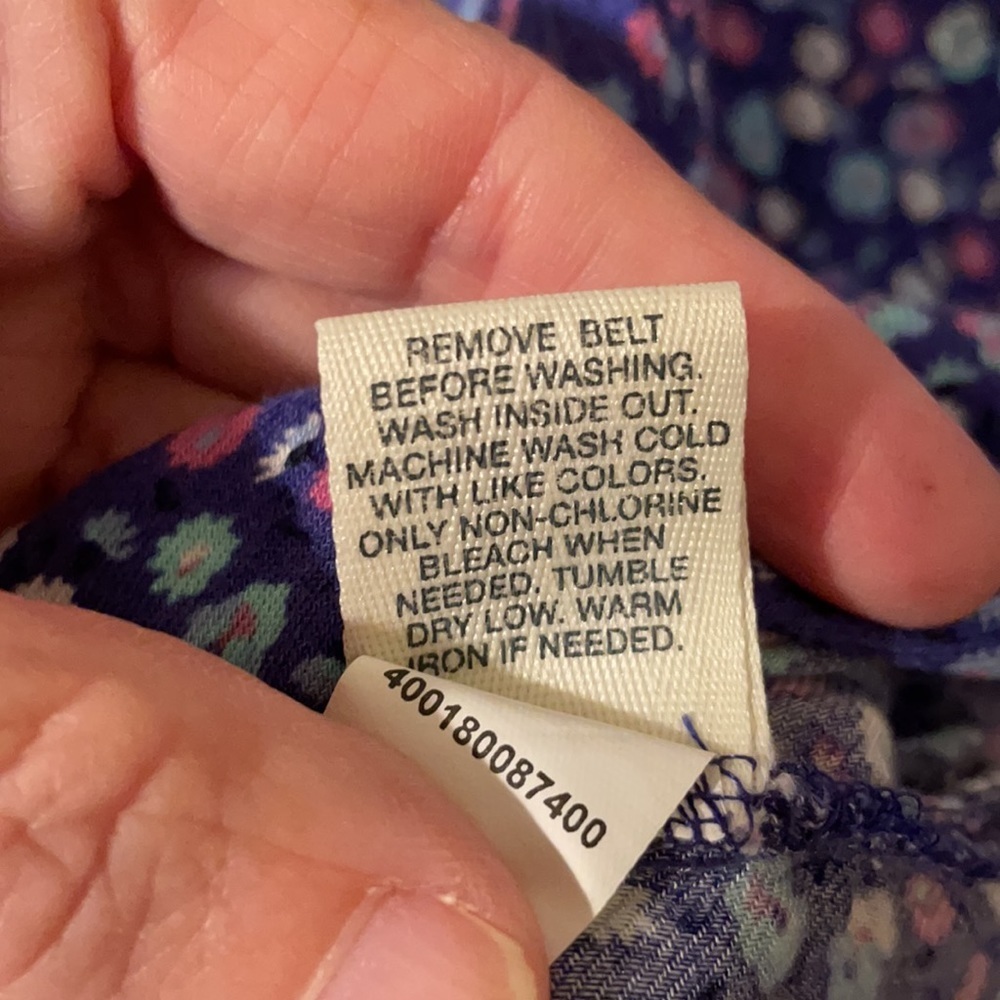 REMOVE BELT
BEFORE WASHING.
WASH INSIDE OUT.
MACHINE WASH COLD
WITH LIKE COLORS.
ONLY NON-CHLORINE
BLEACH WHEN
NEEDED. TUMBLE
DRY LOW. WARM
IRON IF NEEDED.
400180087400